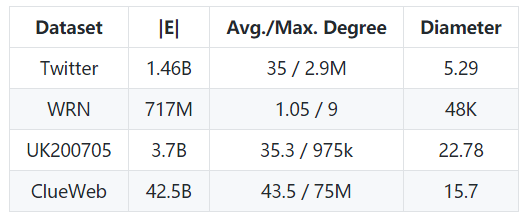 Dataset |E| Avg./Max. Degree Diameter
Twitter 1.46B 35 / 2.9M 5.29
WRN 717M 1.05 / 9 48K
UK200705 3.7B 35.3 / 975k 22.78
ClueWeb 42.5B 43.5 / 75M 15.7